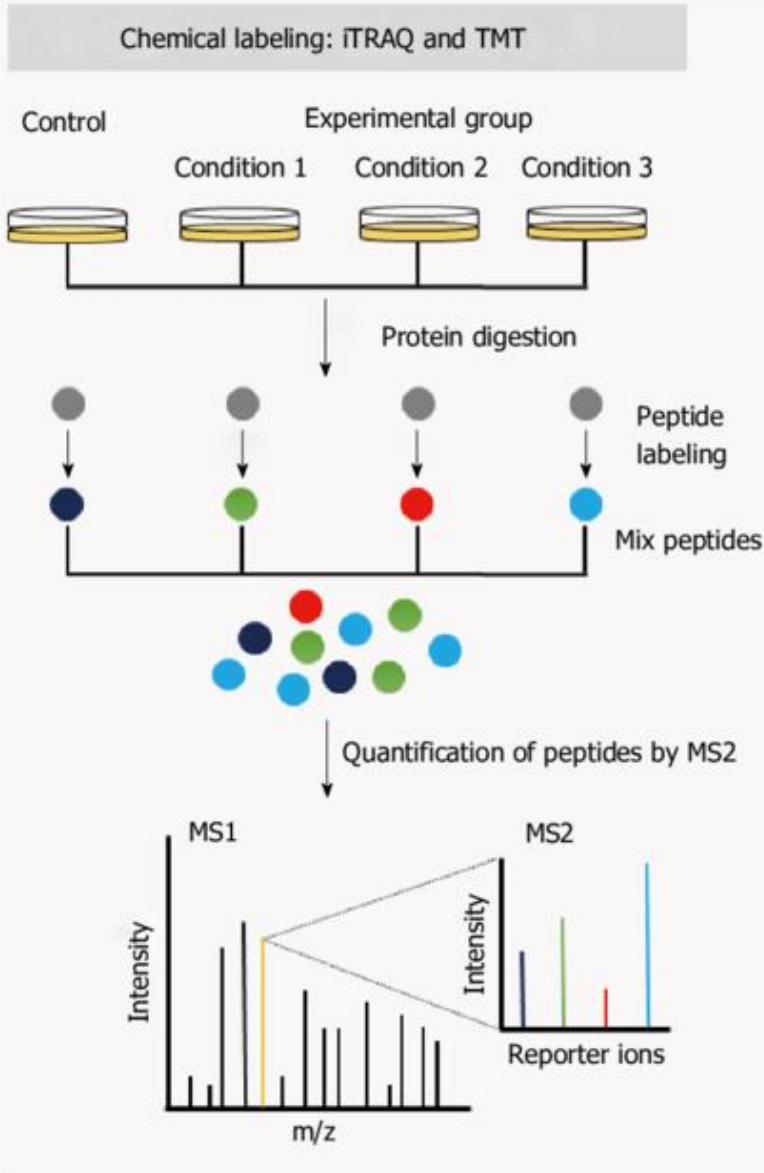 Chemical labeling: iTRAQ and TMT
Control
Experimental group
Condition 1
Condition 2
Condition 3
Protein digestion
Peptide
labeling
Mix peptides
Quantification of peptides by MS2
MS1
Intensity
m/z
MS2
Intensity
Reporter ions